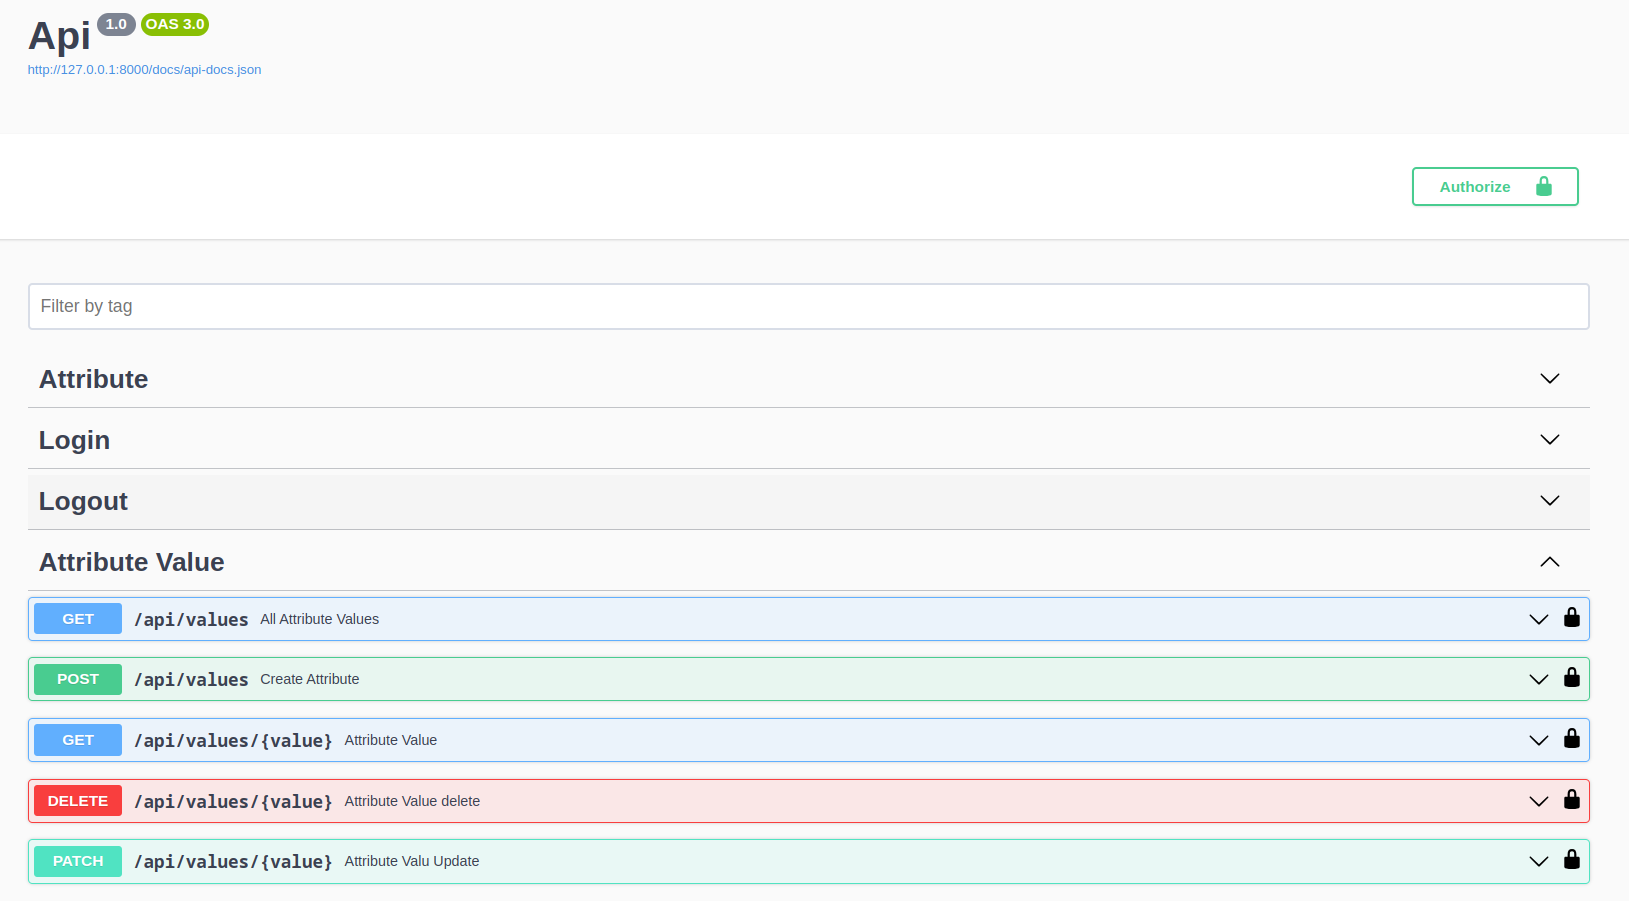 Api 1.0 OAS 3.0
http://127.0.0.1:8000/docs/api-docs.json
Authorize
Filter by tag
Attribute
Login
Logout
Attribute Value
GET /api/values All Attribute Values
POST /api/values Create Attribute
GET /api/values/{value} Attribute Value
DELETE /api/values/{value} Attribute Value delete
PATCH /api/values/{value} Attribute Valu Update